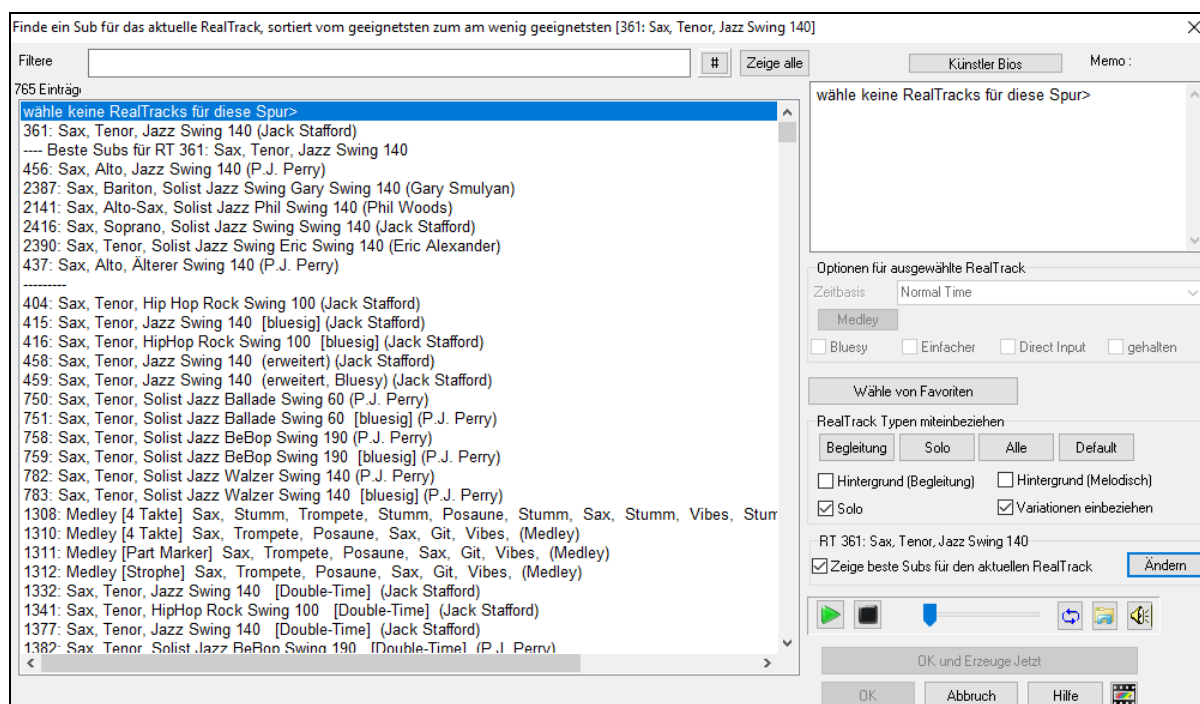 Finde ein Sub für das aktuelle RealTrack, sortiert vom geeignetsten zum am wenig geeignetsten [361: Sax, Tenor, Jazz Swing 140]
Filtere
#
Zeige alle
765 Einträg
wähle keine RealTracks für diese Spur>
361: Sax, Tenor, Jazz Swing 140 (Jack Stafford)
---- Beste Subs für RT 361: Sax, Tenor, Jazz Swing 140
456: Sax, Alto, Jazz Swing 140 (P.J. Perry)
2387: Sax, Bariton, Solist Jazz Swing Gary Swing 140 (Gary Smulyan)
2141: Sax, Alto-Sax, Solist Jazz Phil Swing 140 (Phil Woods)
2416: Sax, Soprano, Solist Jazz Swing Swing 140 (Jack Stafford)
2390: Sax, Tenor, Solist Jazz Swing Eric Swing 140 (Eric Alexander)
437: Sax, Alto, Älterer Swing 140 (P.J. Perry)
---------
404: Sax, Tenor, Hip Hop Rock Swing 100 (Jack Stafford)
415: Sax, Tenor, Jazz Swing 140 [bluesig] (Jack Stafford)
416: Sax, Tenor, HipHop Rock Swing 100 [bluesig] (Jack Stafford)
458: Sax, Tenor, Jazz Swing 140 (erweitert) (Jack Stafford)
459: Sax, Tenor, Jazz Swing 140 (erweitert, Bluesy) (Jack Stafford)
750: Sax, Tenor, Solist Jazz Ballade Swing 60 (P.J. Perry)
751: Sax, Tenor, Solist Jazz Ballade Swing 60 [bluesig] (P.J. Perry)
758: Sax, Tenor, Solist Jazz BeBop Swing 190 (P.J. Perry)
759: Sax, Tenor, Solist Jazz BeBop Swing 190 [bluesig] (P.J. Perry)
782: Sax, Tenor, Solist Jazz Walzer Swing 140 (P.J. Perry)
783: Sax, Tenor, Solist Jazz Walzer Swing 140 [bluesig] (P.J. Perry)
1308: Medley [4 Takte] Sax, Stumm, Trompete, Stumm, Posaune, Stumm, Sax, Stumm, Vibes, Stum
1310: Medley [4 Takte] Sax, Trompete, Posaune, Sax, Git, Vibes, (Medley)
1311: Medley [Part Marker] Sax, Trompete, Posaune, Sax, Git, Vibes, (Medley)
1312: Medley [Strophe] Sax, Trompete, Posaune, Sax, Git, Vibes, (Medley)
1332: Sax, Tenor, Jazz Swing 140 [Double-Time] (Jack Stafford)
1341: Sax, Tenor, HipHop Rock Swing 100 [Double-Time] (Jack Stafford)
1377: Sax, Tenor, Jazz Swing 140 [Double-Time] (Jack Stafford)
1382: Sax, Tenor, Solist Jazz BeBop Swing 190 [Double-Time] (P.J. Perry)
Künstler Bios
Memo :
wähle keine RealTracks für diese Spur>
Optionen für ausgewählte RealTrack
Zeitbasis
Normal Time
Medley
Bluesy
Einfacher
Direct Input
gehalten
Wähle von Favoriten
RealTrack Typen miteinbeziehen
Begleitung
Solo
Alle
Default
Hintergrund (Begleitung)
Hintergrund (Melodisch)
Solo
Variationen einbeziehen
RT 361: Sax, Tenor, Jazz Swing 140
Zeige beste Subs für den aktuellen RealTrack
Ändern
OK und Erzeuge Jetzt
OK
Abbruch
Hilfe